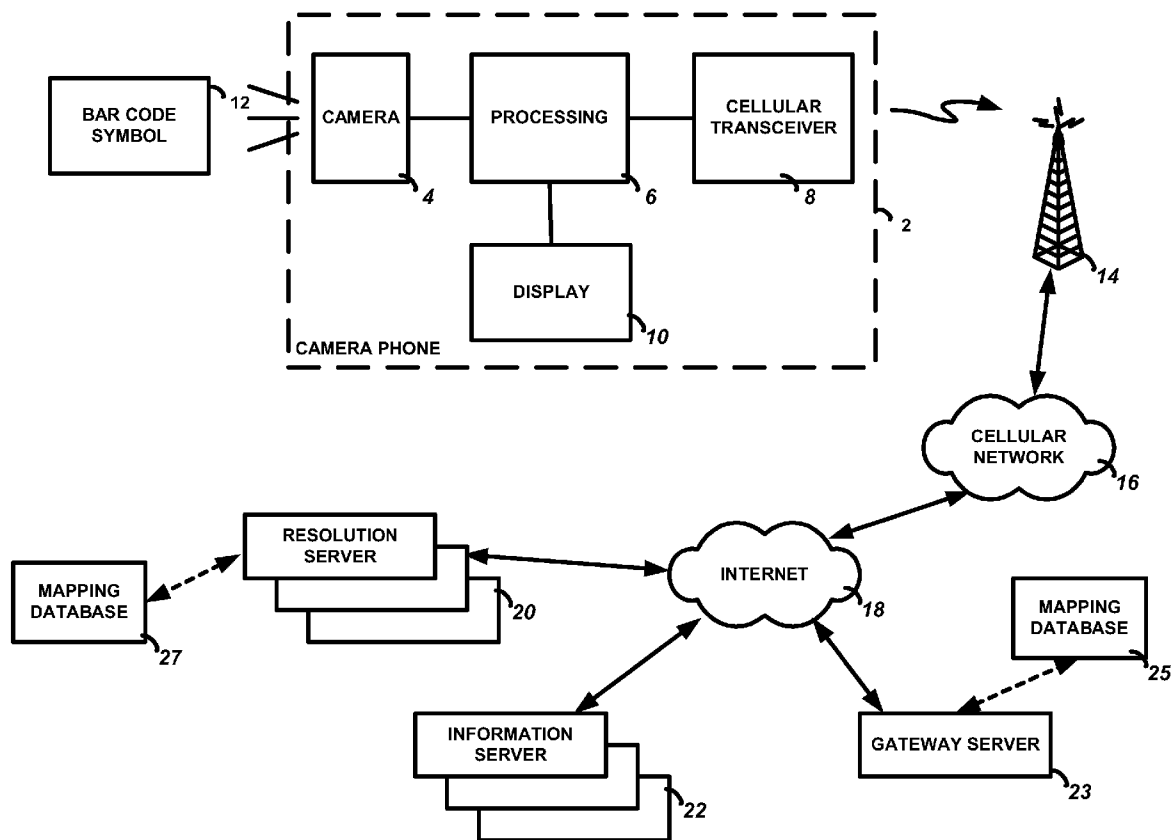 BAR CODE
SYMBOL
12
CAMERA
4
PROCESSING
6
CELLULAR
TRANSCEIVER
8
2
DISPLAY
10
CAMERA PHONE
14
CELLULAR
NETWORK
16
RESOLUTION
SERVER
20
INTERNET
18
MAPPING
DATABASE
27
MAPPING
DATABASE
25
INFORMATION
SERVER
22
GATEWAY SERVER
23